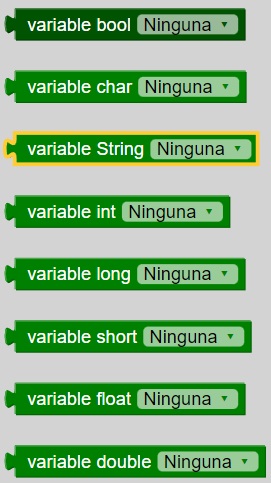 variable bool Ninguna
variable char Ninguna
variable String Ninguna
variable int Ninguna
variable long Ninguna
variable short Ninguna
variable float Ninguna
variable double Ninguna